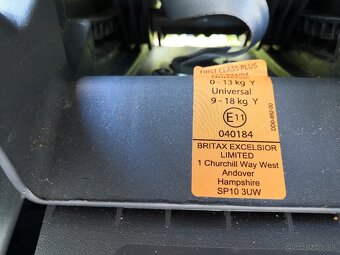 FIRST CLASS PLUS
0 - 13 kg Y
Universal
9 - 18 kg Y
E11
040184
BRITAX EXCELSIOR
LIMITED
1 Churchill Way West
Andover
Hampshire
SP10 3UW